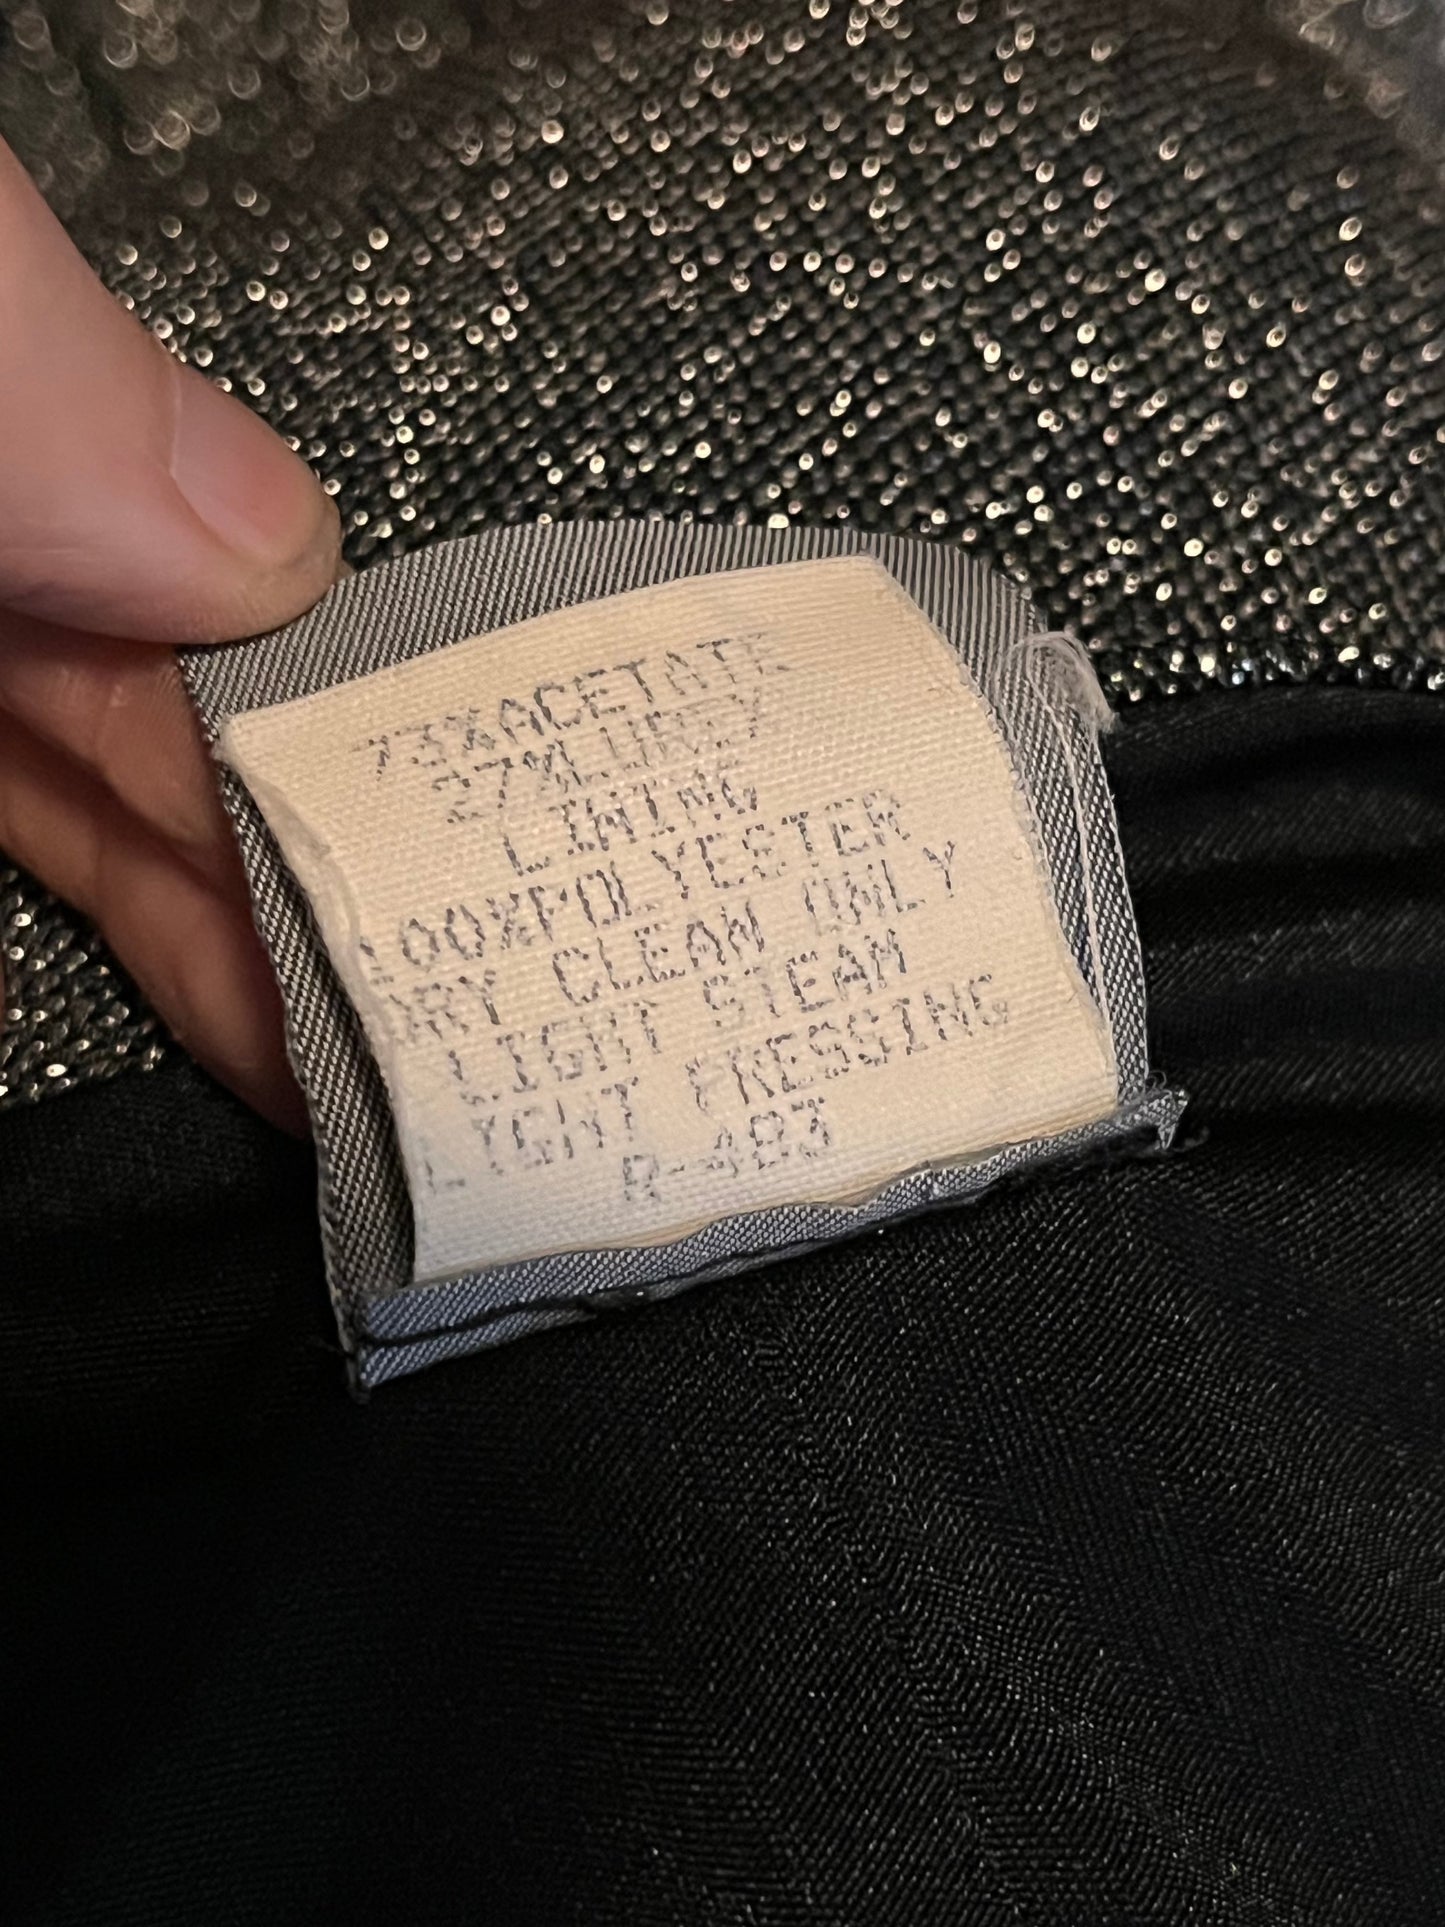 73%ACETATE
27%LUREX
LINING
100%POLYESTER
DRY CLEAN ONLY
LIGHT STEAM
LIGHT PRESSING